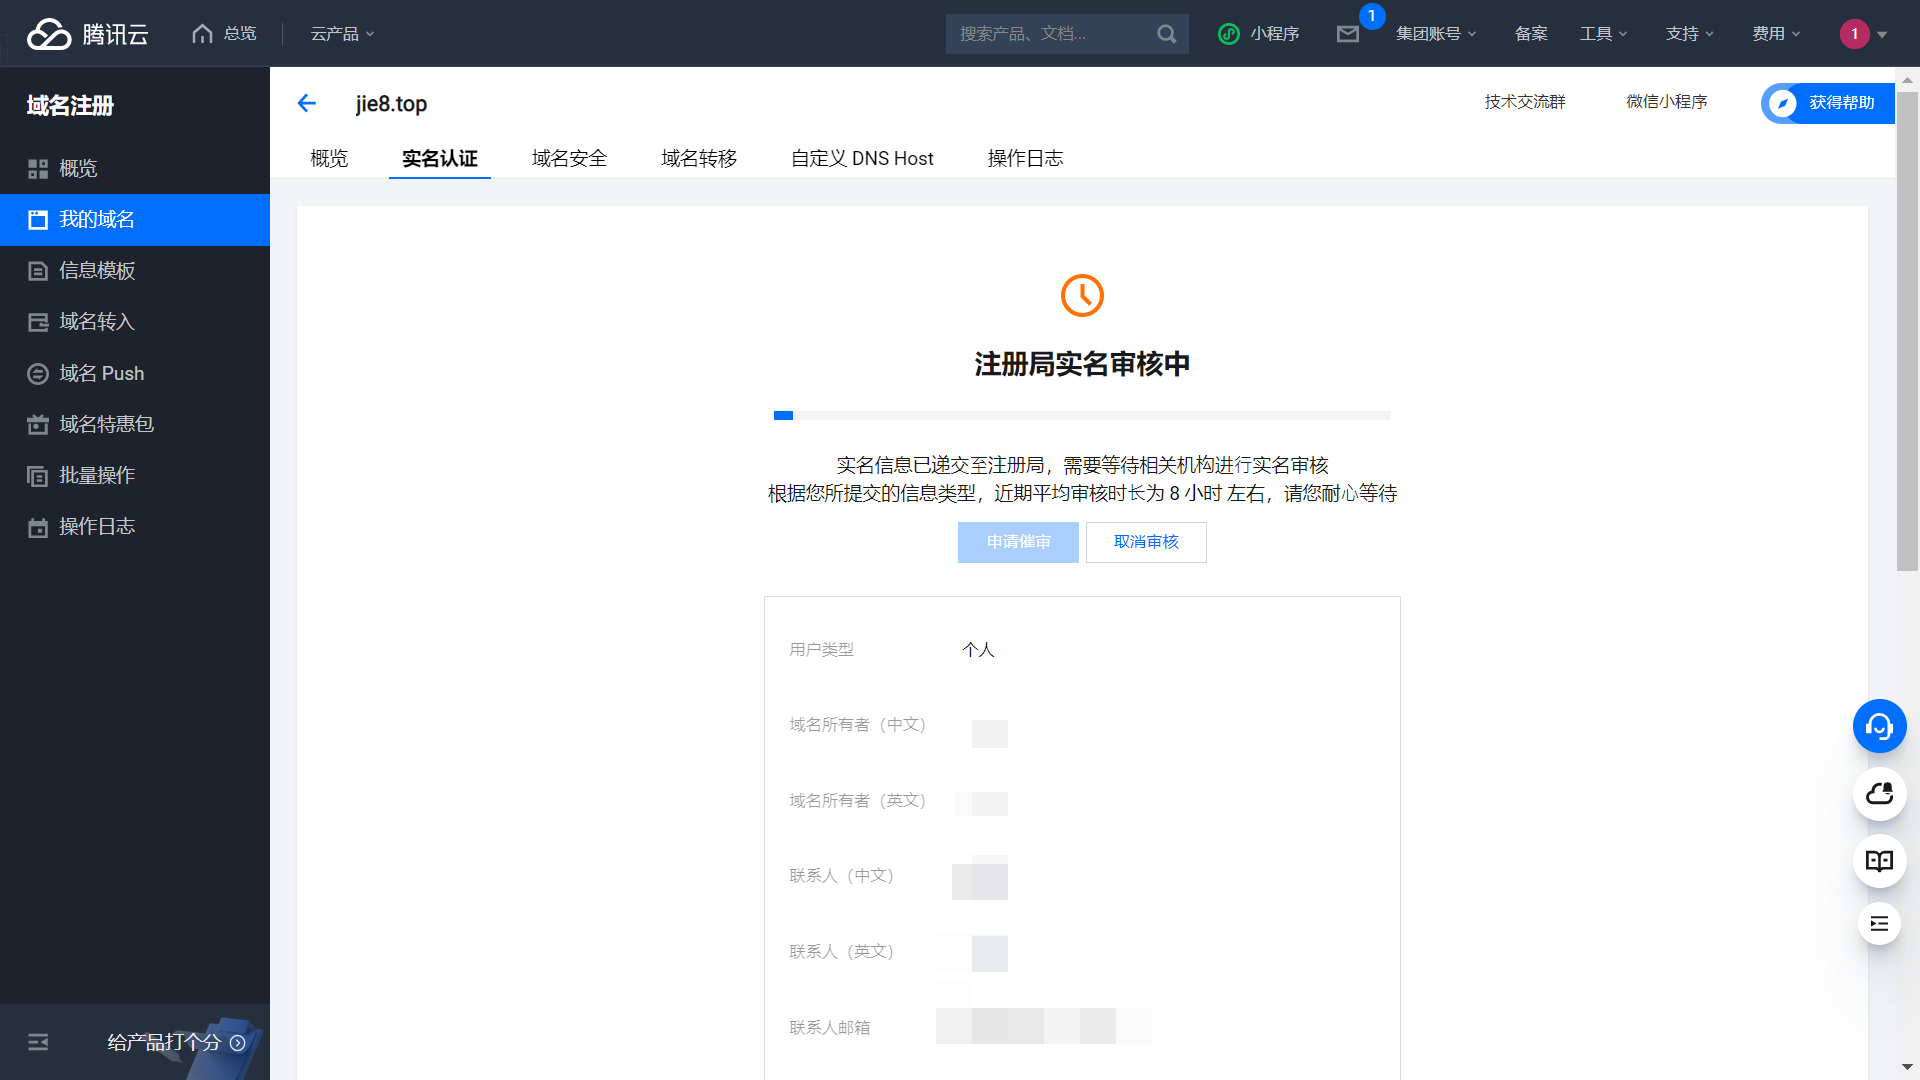 腾讯云
总览
云产品
搜索产品、文档...
小程序
1
集团账号
备案
工具
支持
费用
1
域名注册
概览
我的域名
信息模板
域名转入
域名 Push
域名特惠包
批量操作
操作日志
给产品打个分
jie8.top
技术交流群
微信小程序
获得帮助
概览
实名认证
域名安全
域名转移
自定义 DNS Host
操作日志
注册局实名审核中
实名信息已递交至注册局，需要等待相关机构进行实名审核
根据您所提交的信息类型，近期平均审核时长为 8 小时 左右，请您耐心等待
申请催审
取消审核
用户类型
个人
域名所有者（中文）
域名所有者（英文）
联系人（中文）
联系人（英文）
联系人邮箱